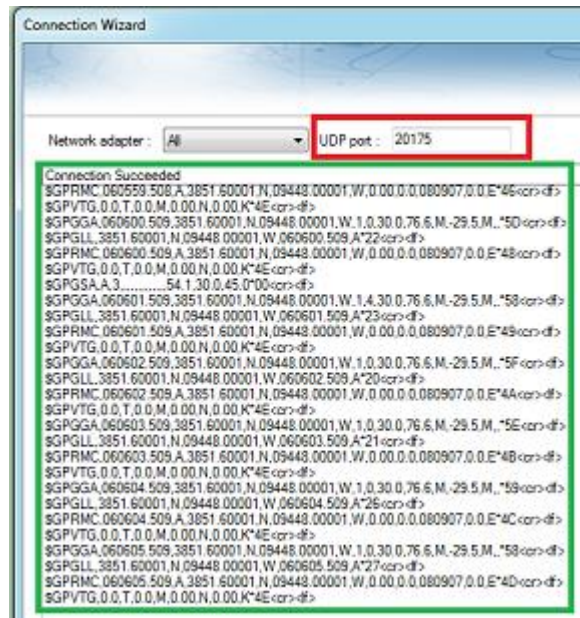 Connection Wizard
Network adapter : All UDP port : 20175
Connection Succeeded
$GPRMC,060559.508,A,3851.60001,N,09448.00001,W,0.00,0.0,080907,0.0,E*46<cr><lf>
$GPVTG,0.0,T,0.0,M,0.00,N,0.00,K*4E<cr><lf>
$GPGGA,060600.509,3851.60001,N,09448.00001,W,1,0,30.0,76.6,M,-29.5,M,,*5D<cr><lf>
$GPGLL,3851.60001,N,09448.00001,W,060600.509,A*22<cr><lf>
$GPRMC,060600.509,A,3851.60001,N,09448.00001,W,0.00,0.0,080907,0.0,E*48<cr><lf>
$GPVTG,0.0,T,0.0,M,0.00,N,0.00,K*4E<cr><lf>
$GPGSA,A,3,,,,,,,,,,,,,54.1,30.0,45.0*00<cr><lf>
$GPGGA,060601.509,3851.60001,N,09448.00001,W,1,4,30.0,76.6,M,-29.5,M,,*58<cr><lf>
$GPGLL,3851.60001,N,09448.00001,W,060601.509,A*23<cr><lf>
$GPRMC,060601.509,A,3851.60001,N,09448.00001,W,0.00,0.0,080907,0.0,E*49<cr><lf>
$GPVTG,0.0,T,0.0,M,0.00,N,0.00,K*4E<cr><lf>
$GPGGA,060602.509,3851.60001,N,09448.00001,W,1,0,30.0,76.6,M,-29.5,M,,*5F<cr><lf>
$GPGLL,3851.60001,N,09448.00001,W,060602.509,A*20<cr><lf>
$GPRMC,060602.509,A,3851.60001,N,09448.00001,W,0.00,0.0,080907,0.0,E*4A<cr><lf>
$GPVTG,0.0,T,0.0,M,0.00,N,0.00,K*4E<cr><lf>
$GPGGA,060603.509,3851.60001,N,09448.00001,W,1,0,30.0,76.6,M,-29.5,M,,*5E<cr><lf>
$GPGLL,3851.60001,N,09448.00001,W,060603.509,A*21<cr><lf>
$GPRMC,060603.509,A,3851.60001,N,09448.00001,W,0.00,0.0,080907,0.0,E*4B<cr><lf>
$GPVTG,0.0,T,0.0,M,0.00,N,0.00,K*4E<cr><lf>
$GPGGA,060604.509,3851.60001,N,09448.00001,W,1,0,30.0,76.6,M,-29.5,M,,*59<cr><lf>
$GPGLL,3851.60001,N,09448.00001,W,060604.509,A*26<cr><lf>
$GPRMC,060604.509,A,3851.60001,N,09448.00001,W,0.00,0.0,080907,0.0,E*4C<cr><lf>
$GPVTG,0.0,T,0.0,M,0.00,N,0.00,K*4E<cr><lf>
$GPGGA,060605.509,3851.60001,N,09448.00001,W,1,0,30.0,76.6,M,-29.5,M,,*58<cr><lf>
$GPGLL,3851.60001,N,09448.00001,W,060605.509,A*27<cr><lf>
$GPRMC,060605.509,A,3851.60001,N,09448.00001,W,0.00,0.0,080907,0.0,E*4D<cr><lf>
$GPVTG,0.0,T,0.0,M,0.00,N,0.00,K*4E<cr><lf>